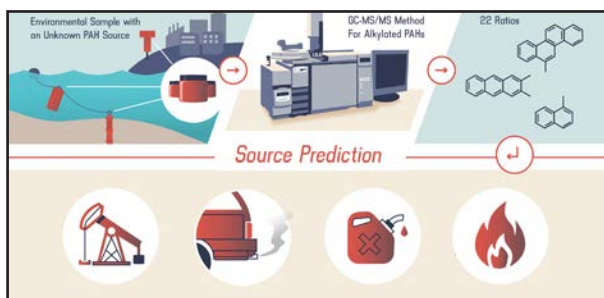 Environmental Sample with
an Unknown PAH Source
GC-MS/MS Method
For Alkylated PAHs
22 Ratios
Source Prediction